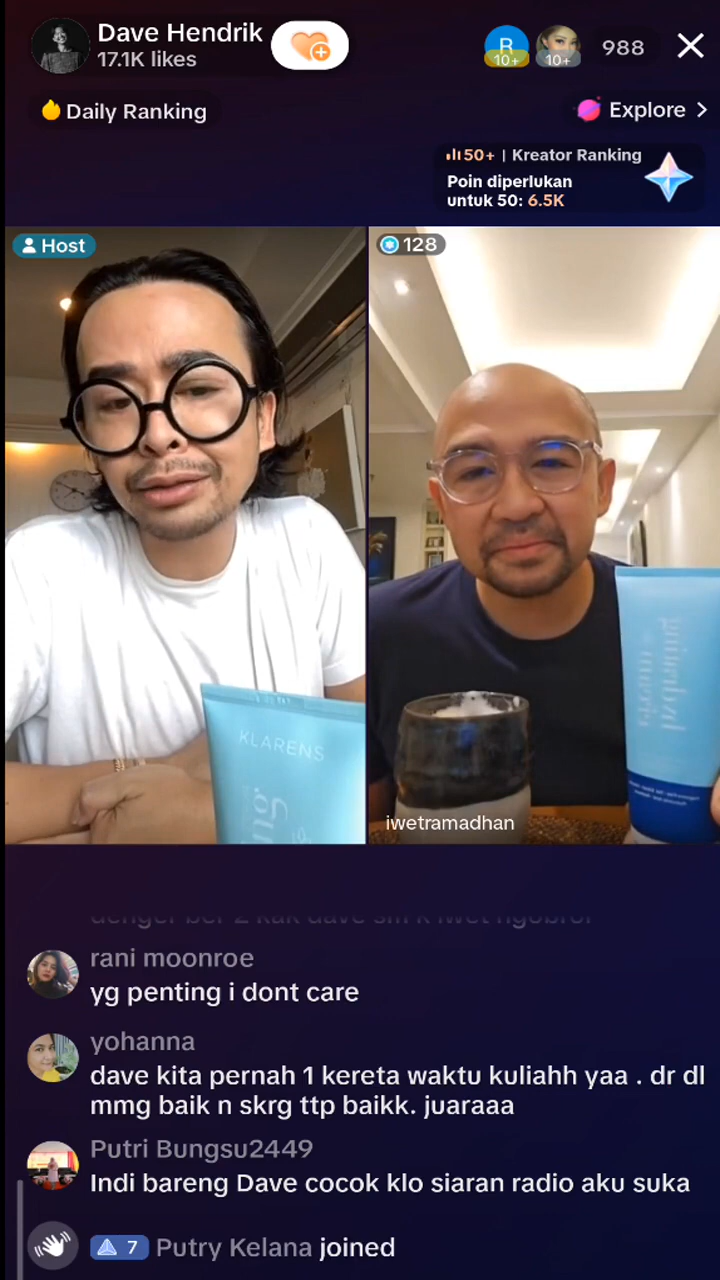 Dave Hendrik
17.1K likes
R
10+
10+
988
Daily Ranking
Explore
50+ | Kreator Ranking
Poin diperlukan
untuk 50: 6.5K
Host
128
KLARENS
iwetramadhan
rani moonroe
yg penting i dont care
yohanna
dave kita pernah 1 kereta waktu kuliahh yaa . dr dl
mmg baik n skrg ttp baikk. juaraaa
Putri Bungsu2449
Indi bareng Dave cocok klo siaran radio aku suka
7 Putry Kelana joined